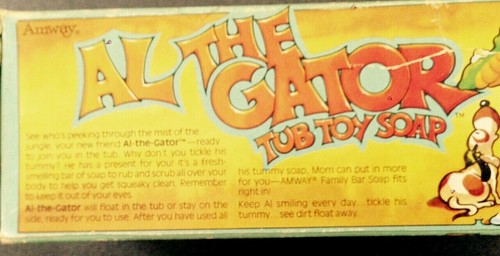 Amway®
AL THE
GATOR™
TUB TOY SOAP
See who's peeking through the mist of the
jungle, your new friend Al-the-Gator™—ready
to join you in the tub. Why don't you tickle his
tummy? He has a present for you. It's a fresh-
smelling bar of soap to rub and scrub all over your
body to help you get squeaky clean. Remember
to keep it out of your eyes.
Al-the-Gator will float in the tub or stay on the
side, ready for you to use. After you have used all
his tummy soap, Mom can put in more
for you—AMWAY® Family Bar Soap fits
right in!
Keep Al smiling every day...tickle his
tummy...see dirt float away.